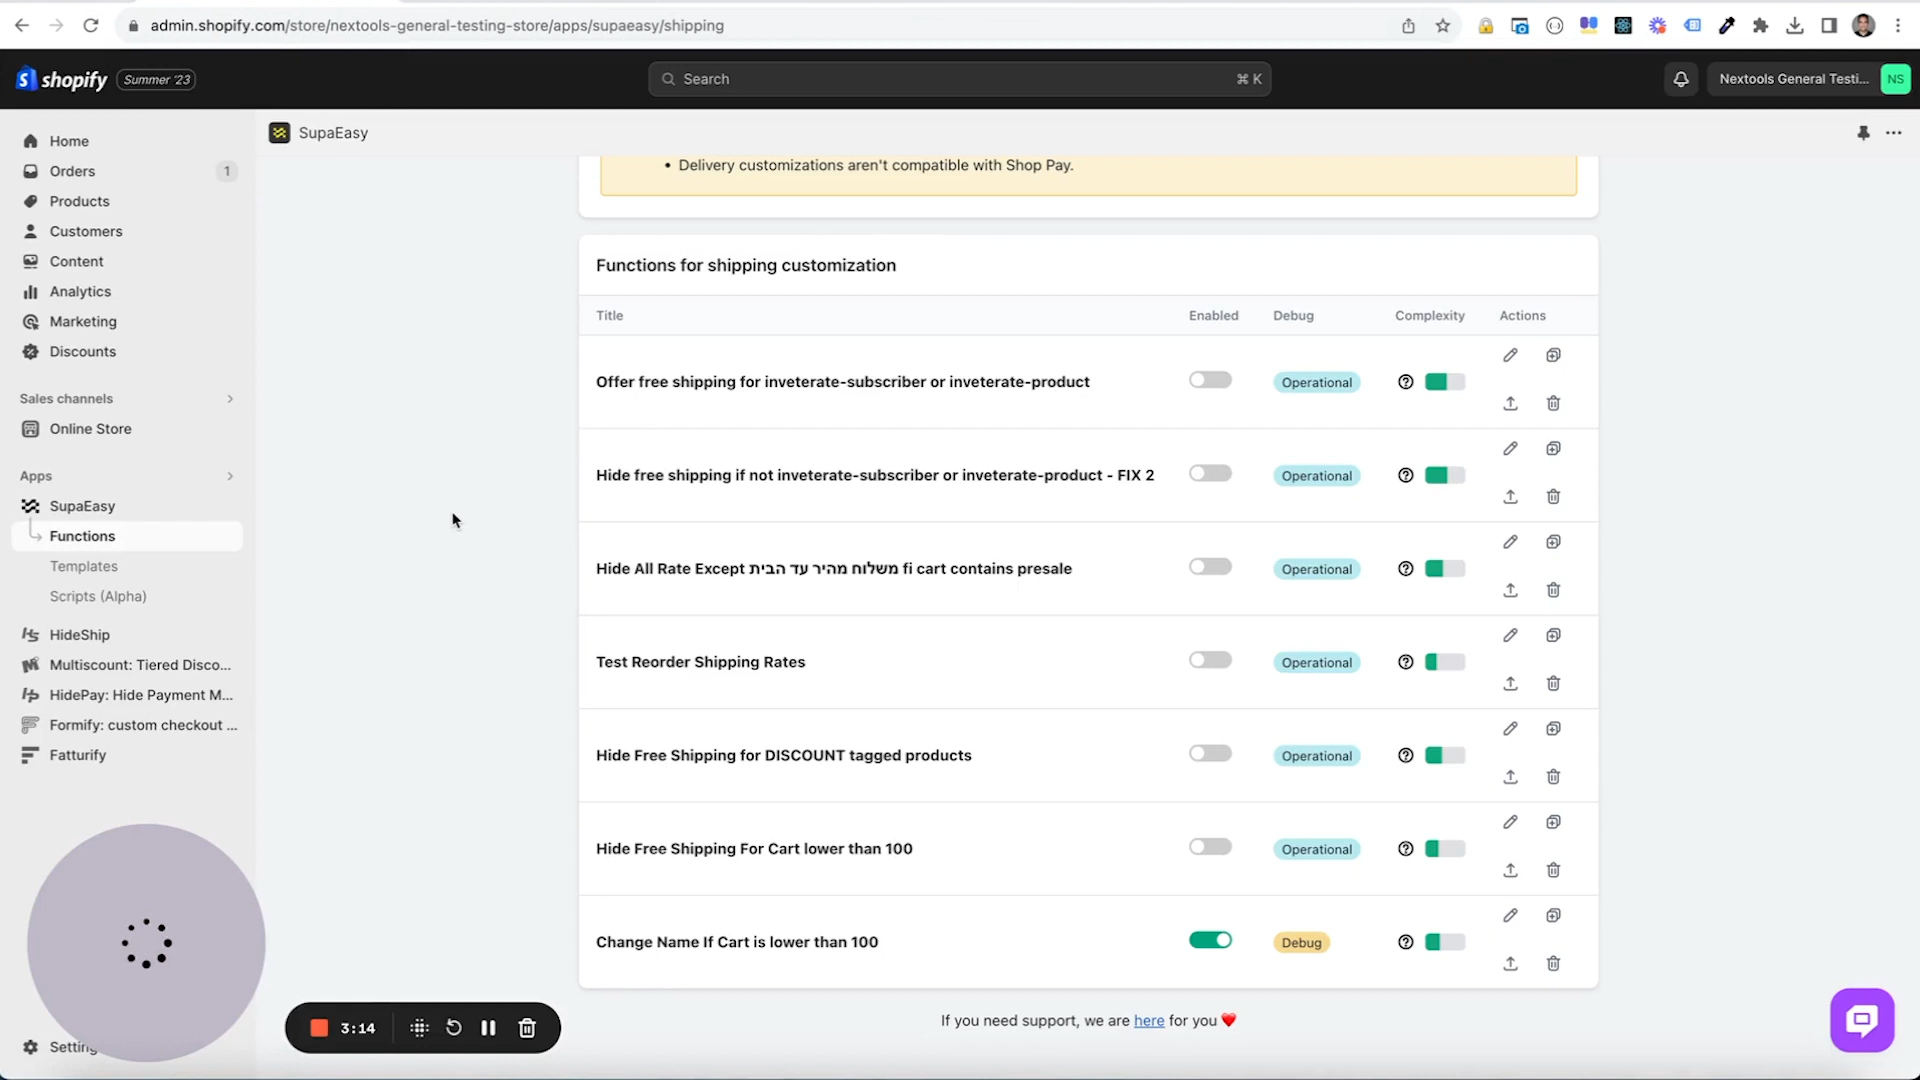 admin.shopify.com/store/nextools-general-testing-store/apps/supaeasy/shipping
shopify
Summer '23
Search
⌘ K
Nextools General Testi...
NS
Home
Orders
1
Products
Customers
Content
Analytics
Marketing
Discounts
Sales channels
Online Store
Apps
SupaEasy
Functions
Templates
Scripts (Alpha)
HideShip
Multiscount: Tiered Disco...
HidePay: Hide Payment M...
Formify: custom checkout ...
Fatturify
SupaEasy
• Delivery customizations aren't compatible with Shop Pay.
Functions for shipping customization
Title Enabled Debug Complexity Actions
Offer free shipping for inveterate-subscriber or inveterate-product Operational
Hide free shipping if not inveterate-subscriber or inveterate-product - FIX 2 Operational
Hide All Rate Except משלוח מהיר עד הבית fi cart contains presale Operational
Test Reorder Shipping Rates Operational
Hide Free Shipping for DISCOUNT tagged products Operational
Hide Free Shipping For Cart lower than 100 Operational
Change Name If Cart is lower than 100 Debug
If you need support, we are here for you ❤️
3:14